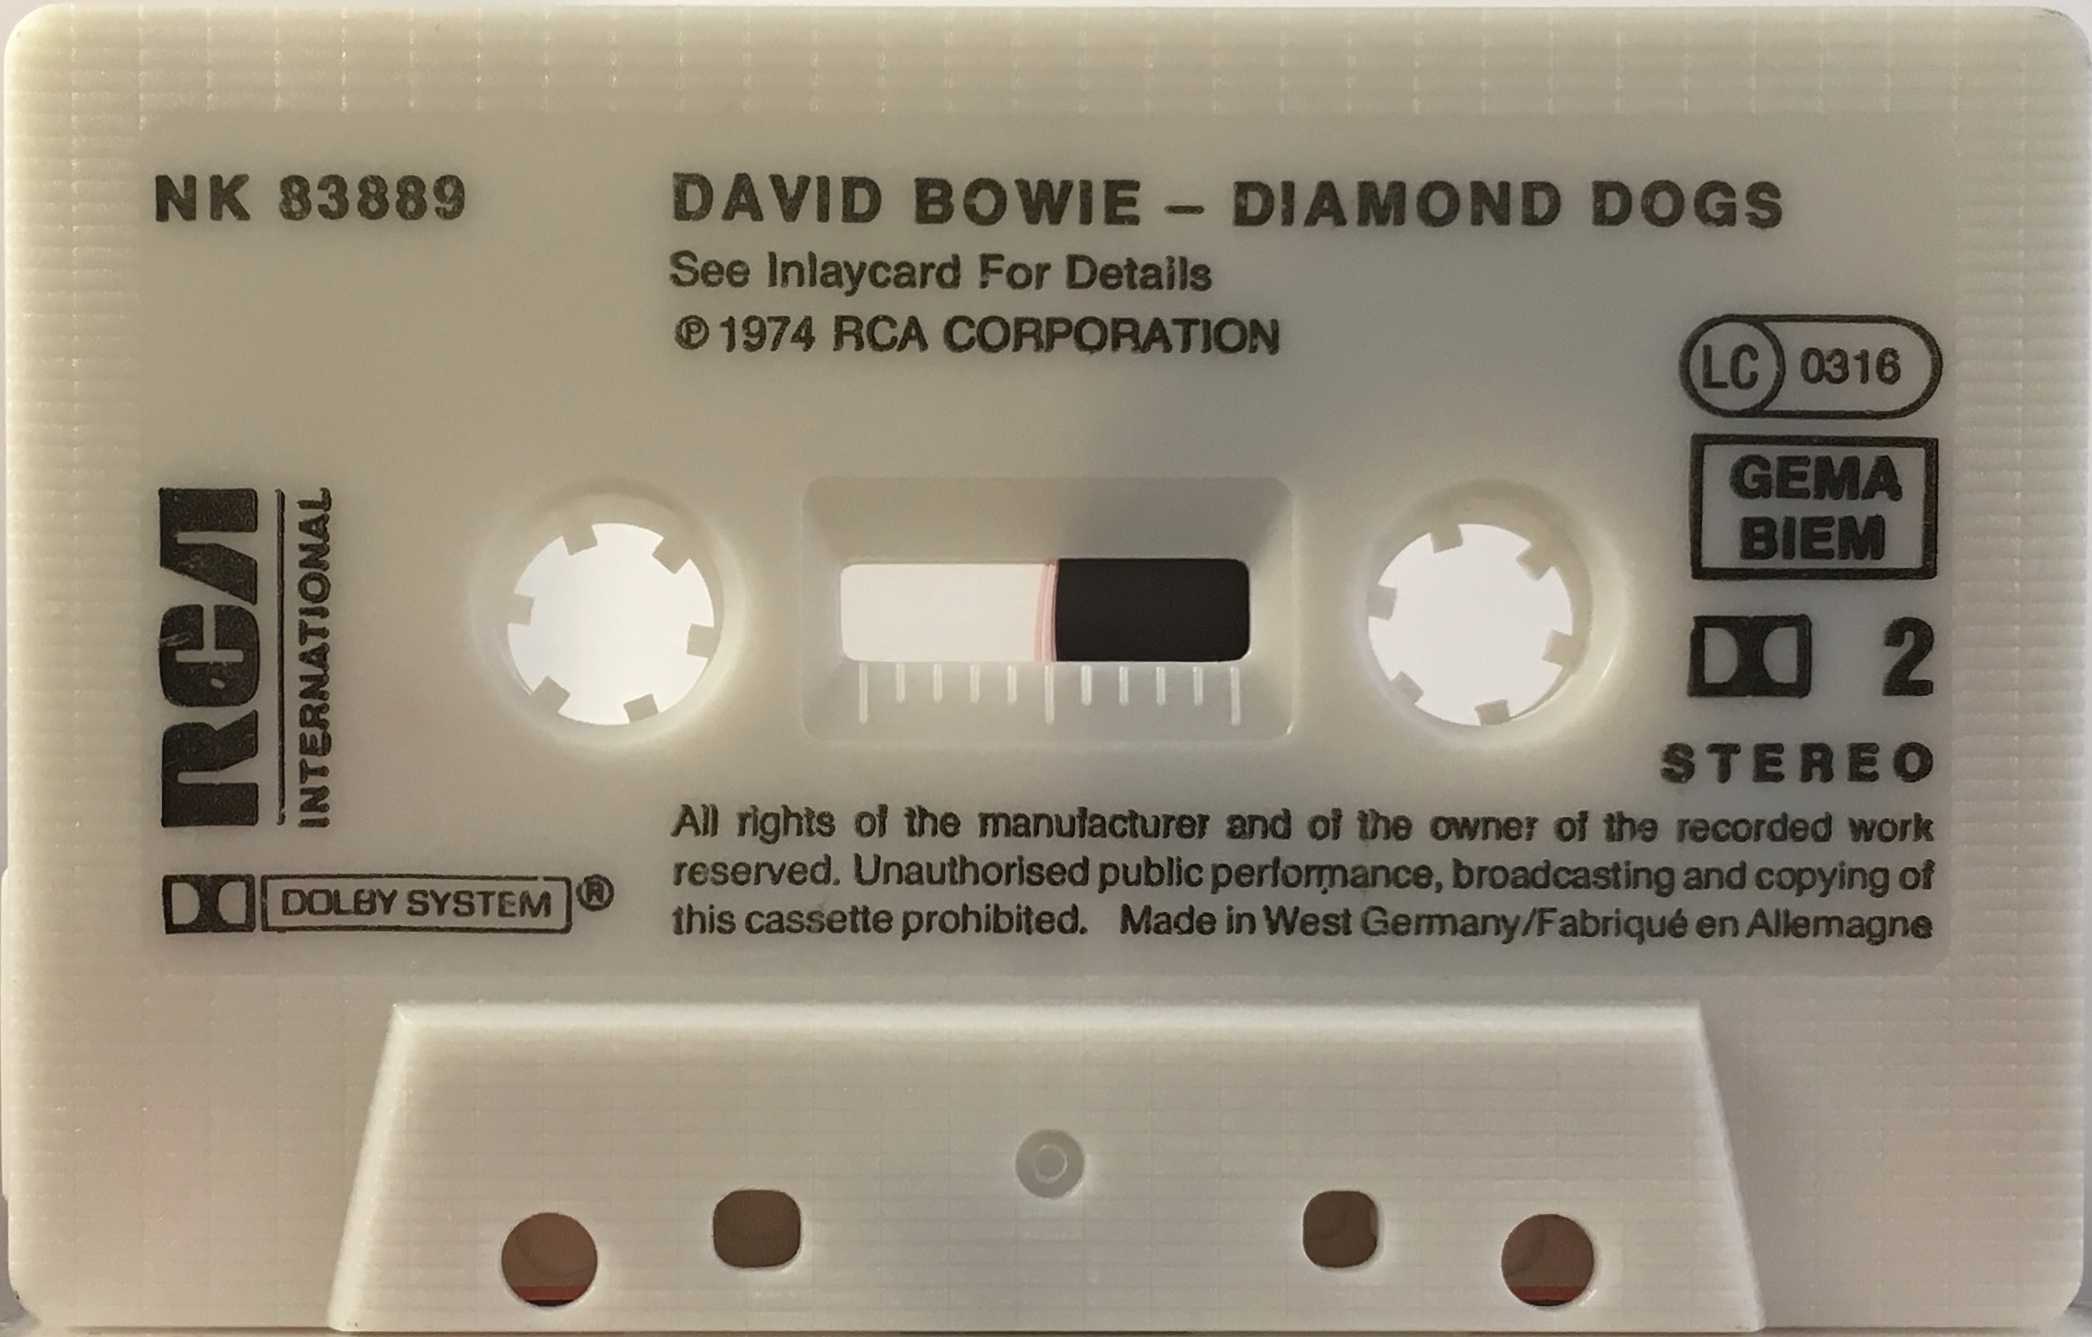 NK 83889
DAVID BOWIE – DIAMOND DOGS
See Inlaycard For Details
℗ 1974 RCA CORPORATION
LC 0316
GEMA
BIEM
RCA
INTERNATIONAL
2
STEREO
All rights of the manufacturer and of the owner of the recorded work
reserved. Unauthorised public performance, broadcasting and copying of
this cassette prohibited. Made in West Germany/Fabriqué en Allemagne
DOLBY SYSTEM ®